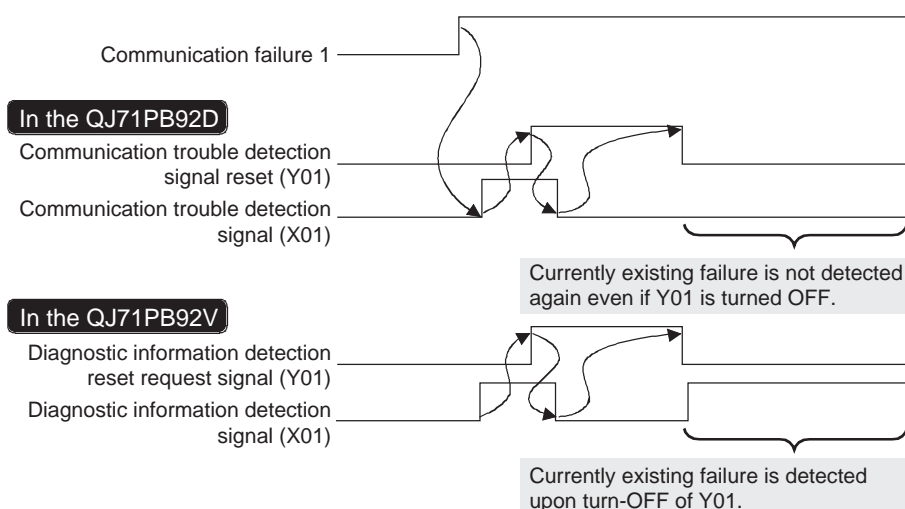 Communication failure 1
In the QJ71PB92D
Communication trouble detection
signal reset (Y01)
Communication trouble detection
signal (X01)
Currently existing failure is not detected
again even if Y01 is turned OFF.
In the QJ71PB92V
Diagnostic information detection
reset request signal (Y01)
Diagnostic information detection
signal (X01)
Currently existing failure is detected
upon turn-OFF of Y01.